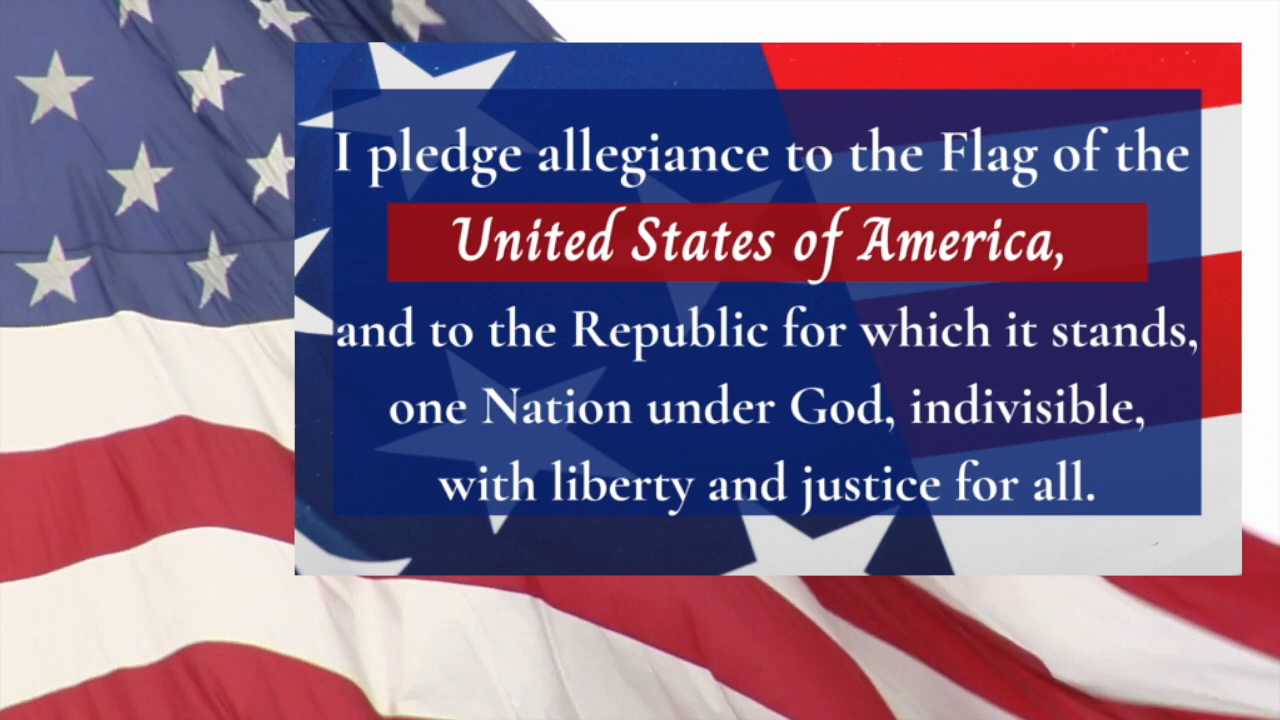 I pledge allegiance to the Flag of the
United States of America,
and to the Republic for which it stands,
one Nation under God, indivisible,
with liberty and justice for all.